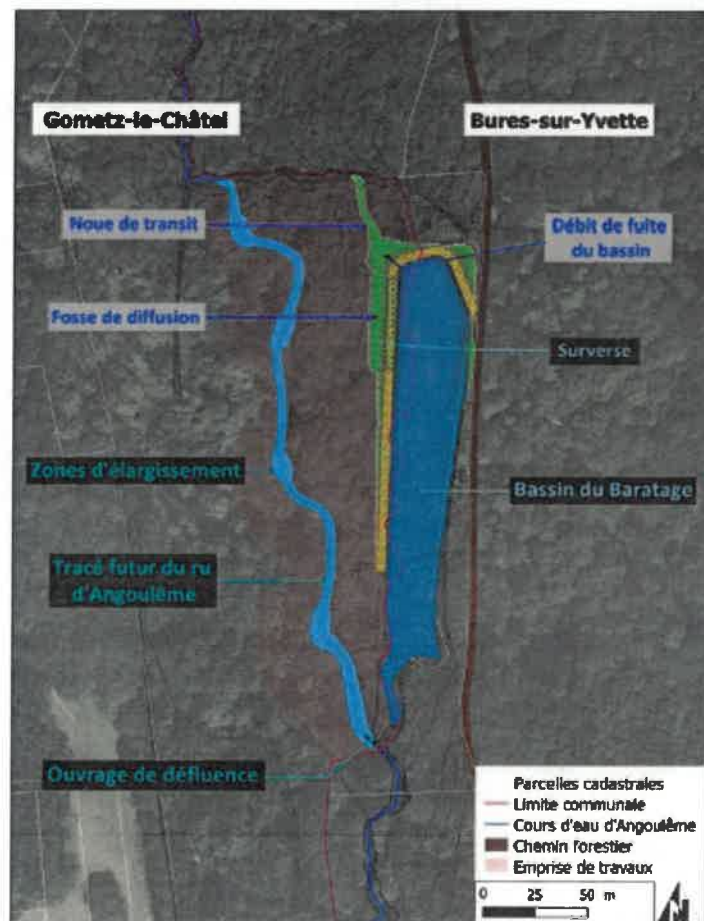 Gometz-le-Châtel
Bures-sur-Yvette
Noue de transit
Débit de fuite
du bassin
Fosse de diffusion
Surverse
Zones d'élargissement
Bassin du Baratage
Tracé futur du ru
d'Angoulême
Ouvrage de défluence
Parcelles cadastrales
Limite communale
Cours d'eau d'Angoulême
Chemin forestier
Emprise de travaux
0 25 50 m
N